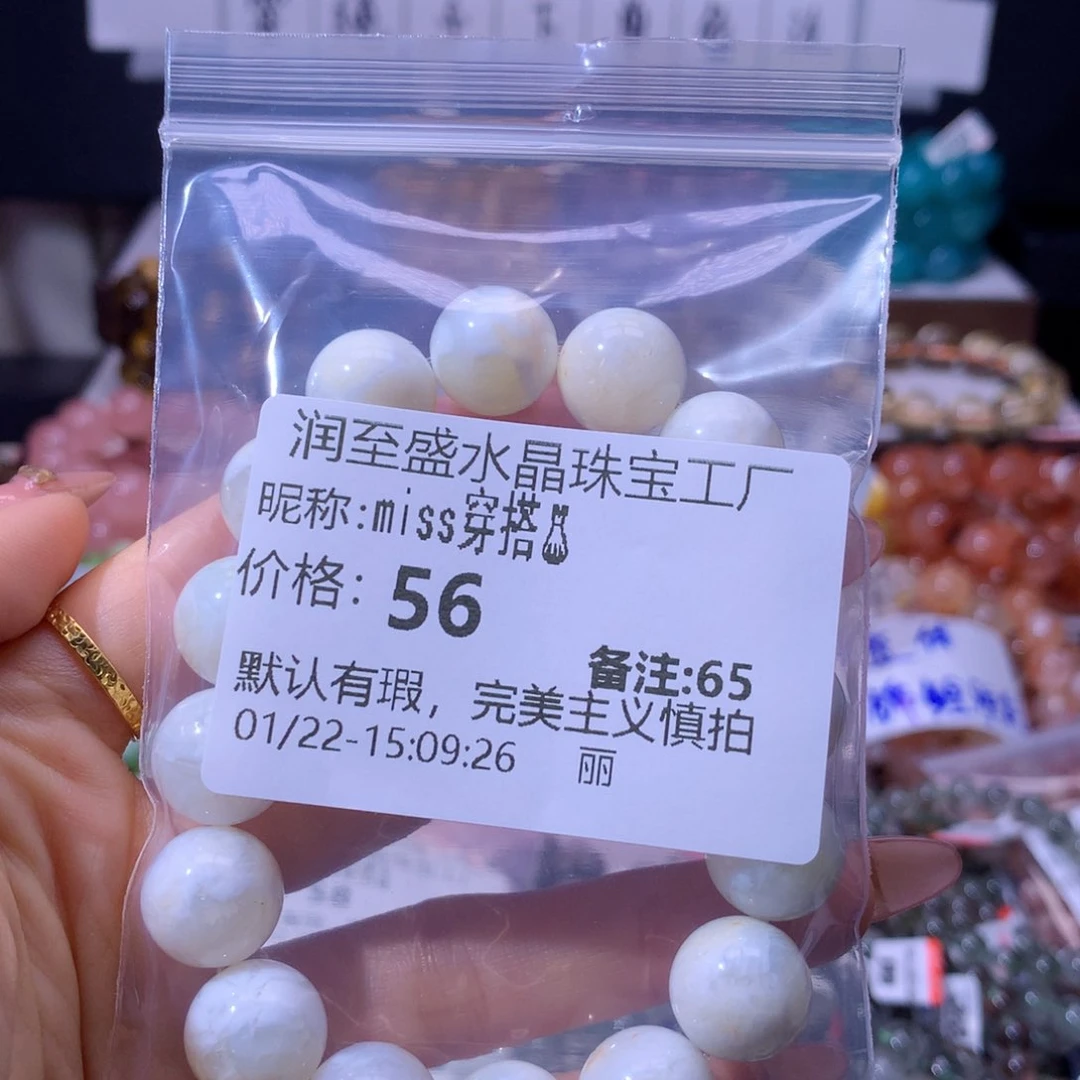 润至盛水晶珠宝工厂
昵称:miss穿搭👗
价格: 56
备注:65
默认有瑕，完美主义慎拍
01/22-15:09:26 丽